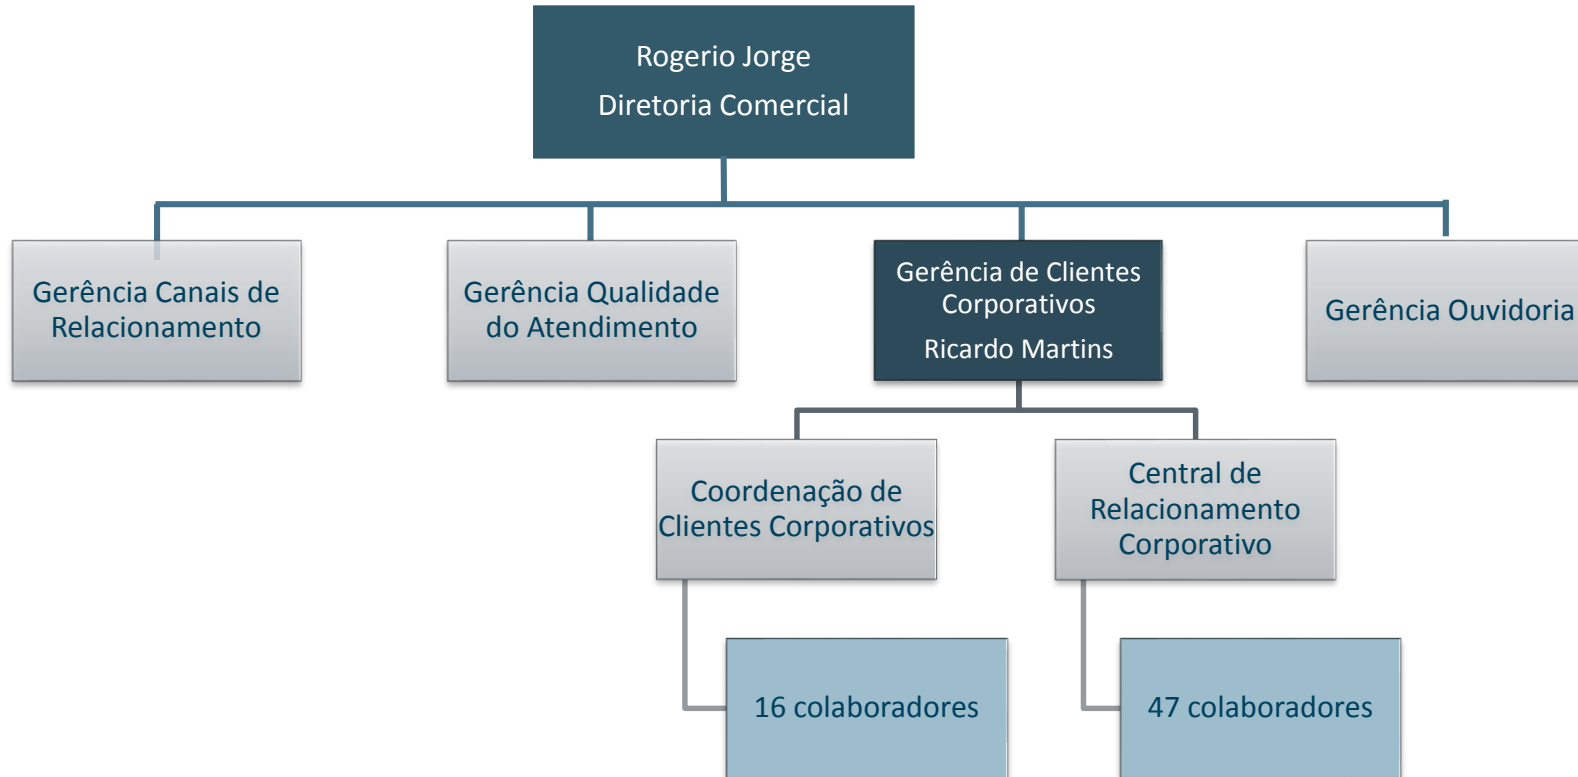 Rogerio Jorge
Diretoria Comercial
Gerência Canais de
Relacionamento
Gerência Qualidade
do Atendimento
Gerência de Clientes
Corporativos
Ricardo Martins
Gerência Ouvidoria
Coordenação de
Clientes Corporativos
Central de
Relacionamento
Corporativo
16 colaboradores
47 colaboradores